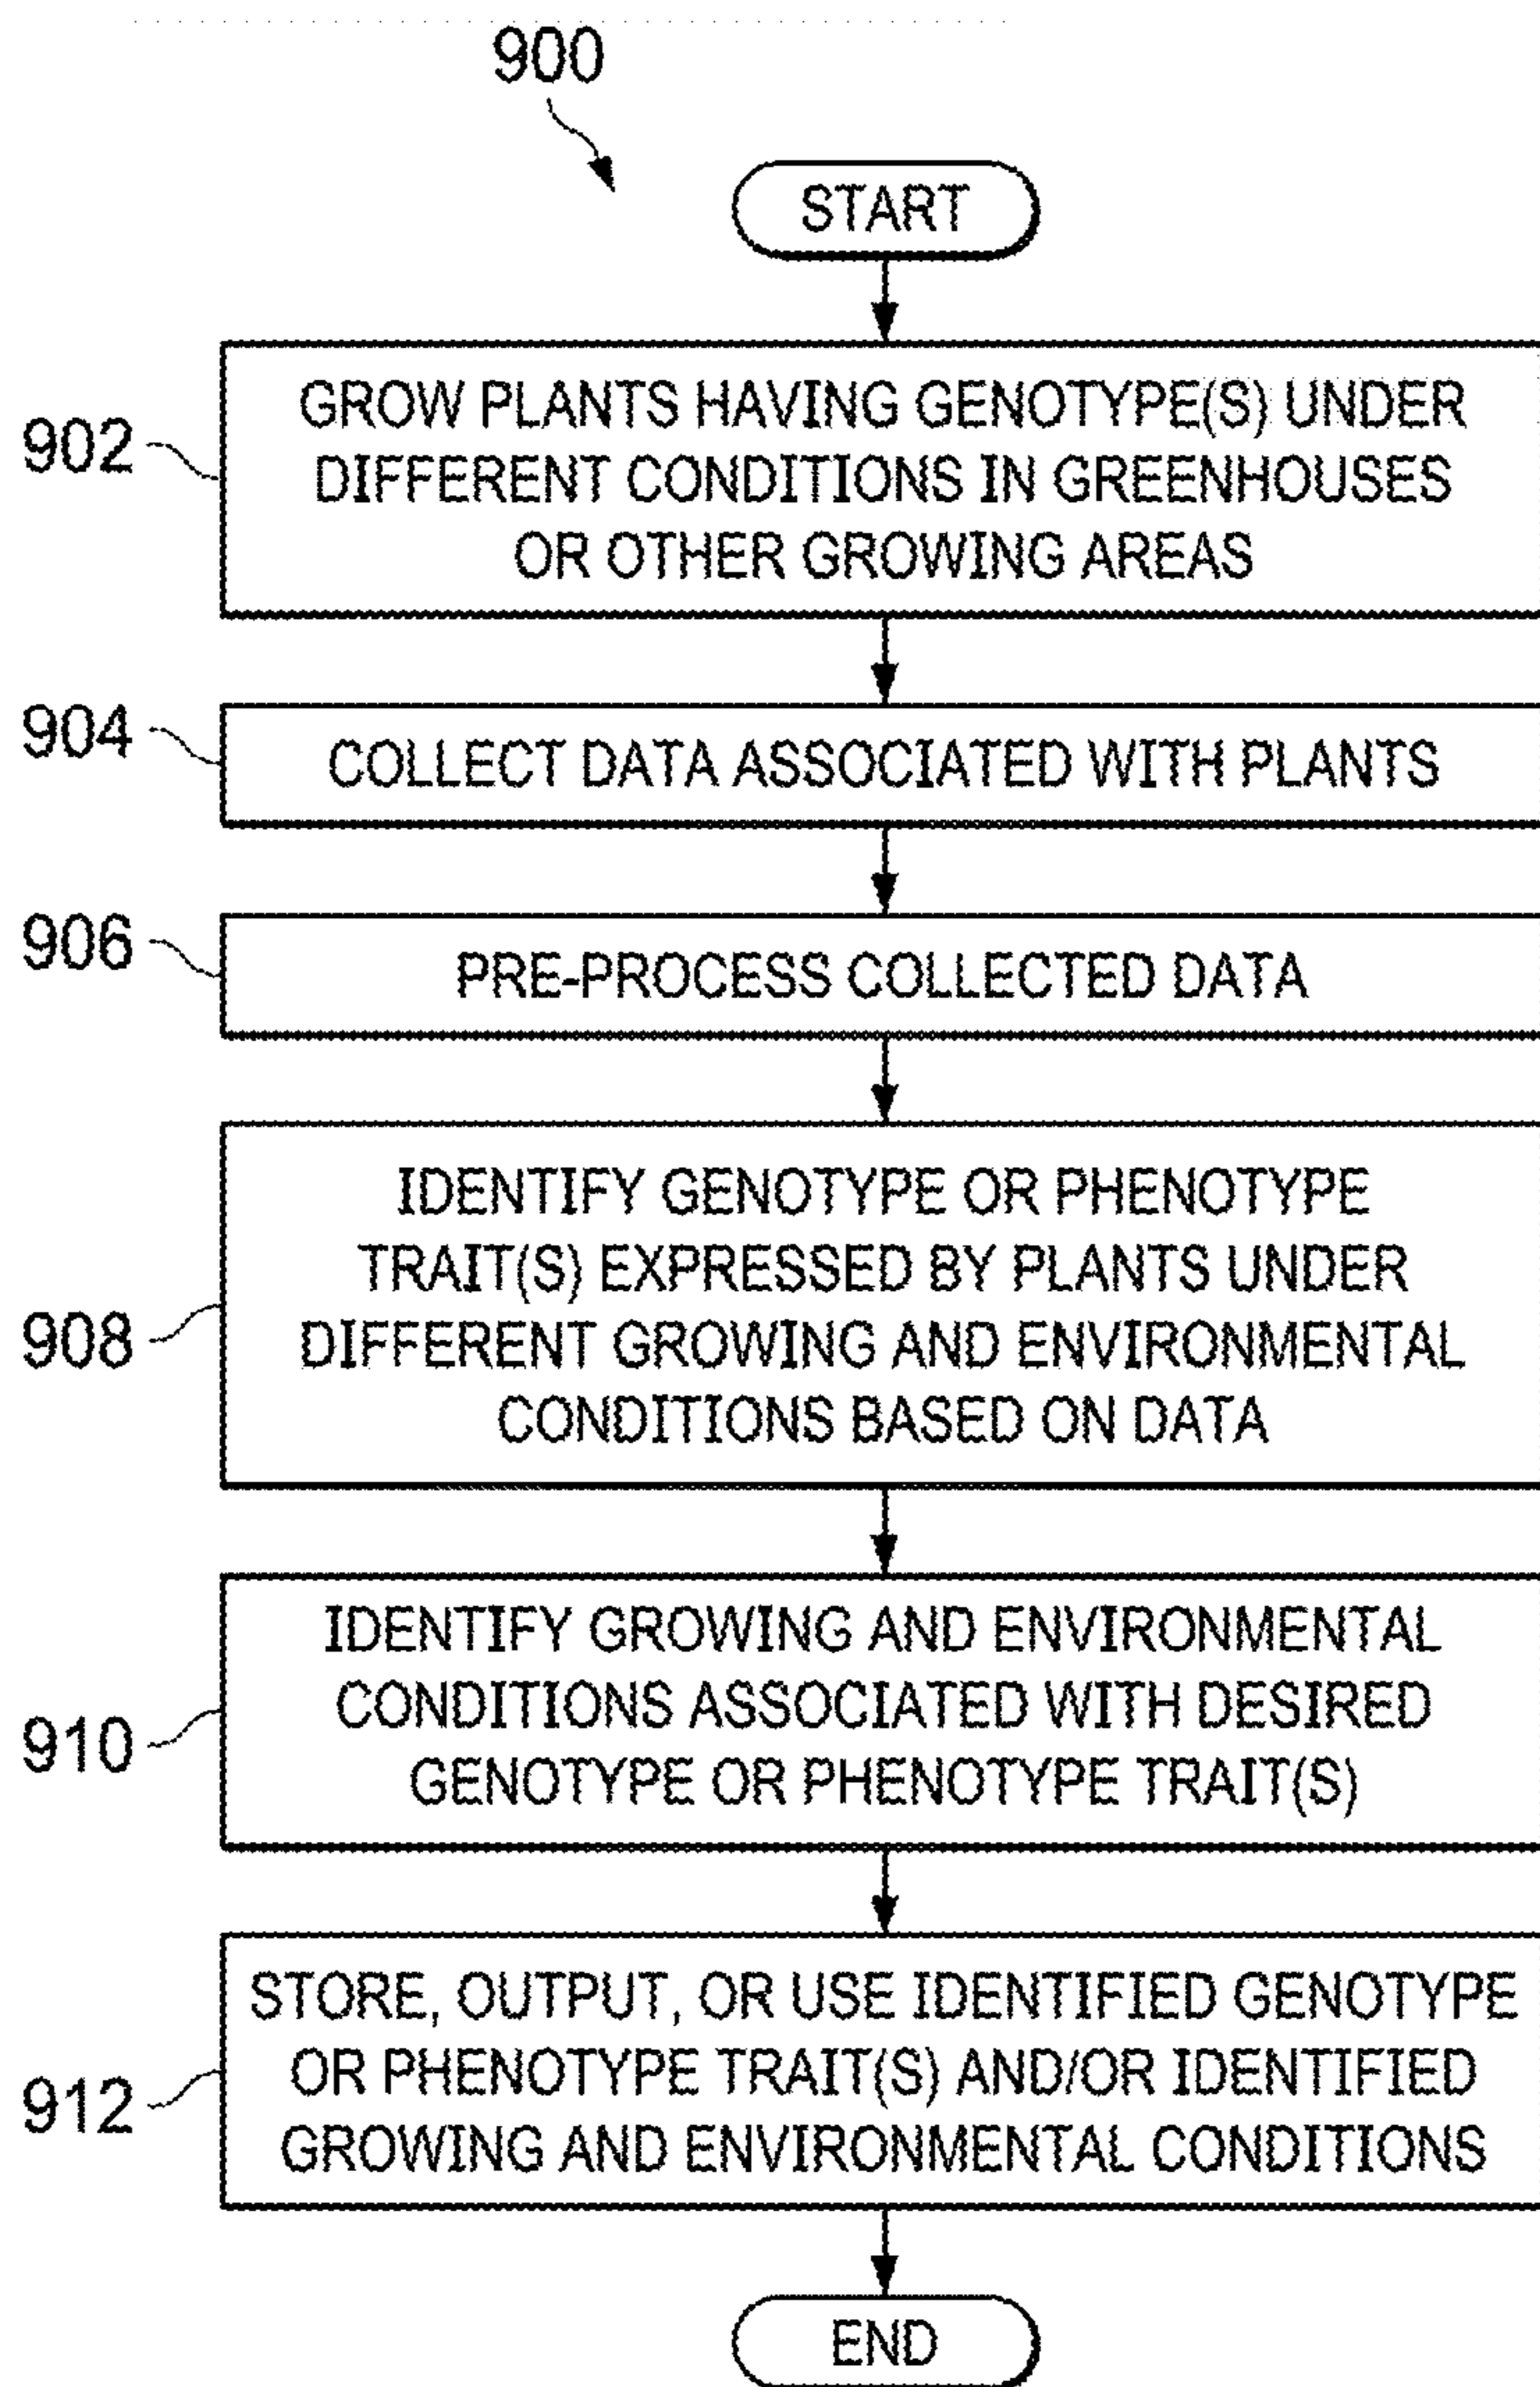 900
START
902
GROW PLANTS HAVING GENOTYPE(S) UNDER
DIFFERENT CONDITIONS IN GREENHOUSES
OR OTHER GROWING AREAS
904
COLLECT DATA ASSOCIATED WITH PLANTS
906
PRE-PROCESS COLLECTED DATA
908
IDENTIFY GENOTYPE OR PHENOTYPE
TRAIT(S) EXPRESSED BY PLANTS UNDER
DIFFERENT GROWING AND ENVIRONMENTAL
CONDITIONS BASED ON DATA
910
IDENTIFY GROWING AND ENVIRONMENTAL
CONDITIONS ASSOCIATED WITH DESIRED
GENOTYPE OR PHENOTYPE TRAIT(S)
912
STORE, OUTPUT, OR USE IDENTIFIED GENOTYPE
OR PHENOTYPE TRAIT(S) AND/OR IDENTIFIED
GROWING AND ENVIRONMENTAL CONDITIONS
END